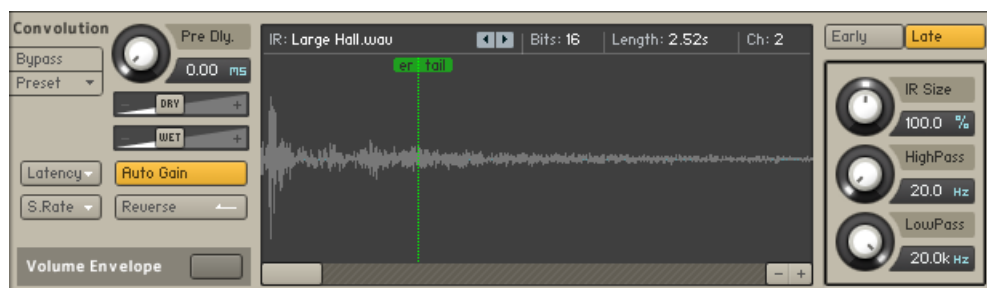 Convolution
Bypass
Preset
Pre Dly.
0.00 ms
- DRY +
- WET +
Latency
Auto Gain
S.Rate
Reverse
Volume Envelope
IR: Large Hall.wav
Bits: 16
Length: 2.52s
Ch: 2
er tail
- +
Early
Late
IR Size
100.0 %
HighPass
20.0 Hz
LowPass
20.0k Hz